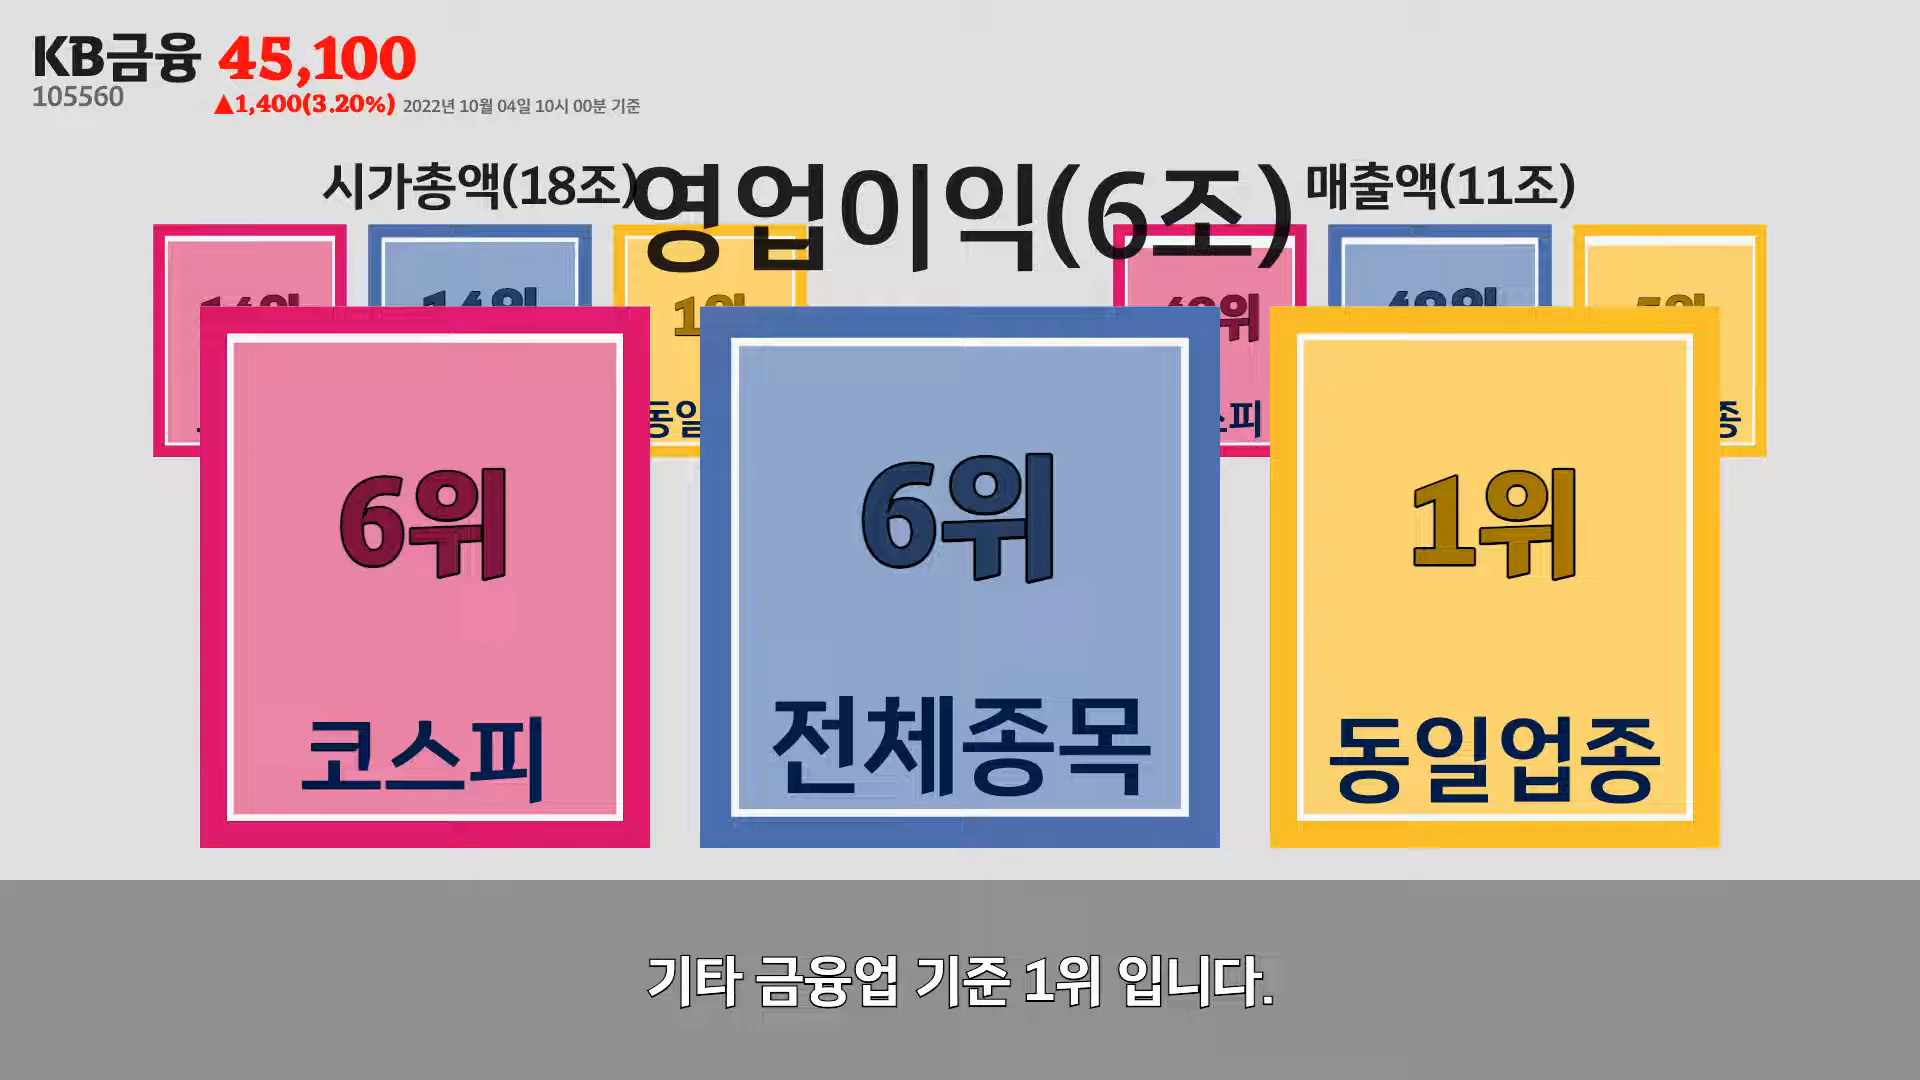 KB금융 45,100
105560
▲1,400(3.20%) 2022년 10월 04일 10시 00분 기준
시가총액(18조)
영업이익(6조)
매출액(11조)
6위
코스피
6위
전체종목
1위
동일업종
기타 금융업 기준 1위 입니다.